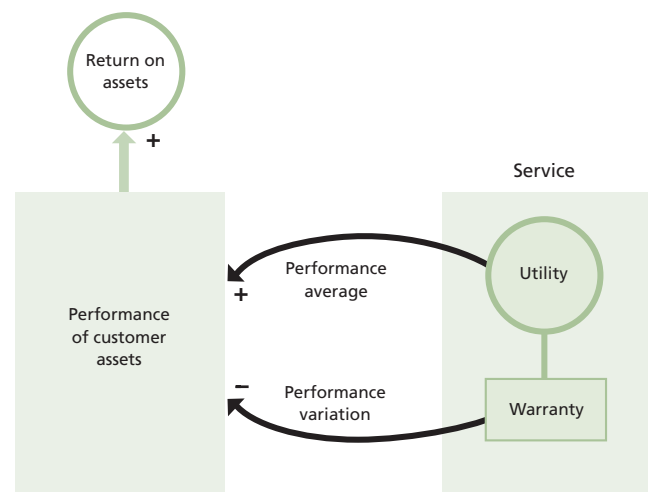 Return on
assets
+
Service
Performance
average
+
Utility
Performance
of customer
assets
–
Performance
variation
Warranty